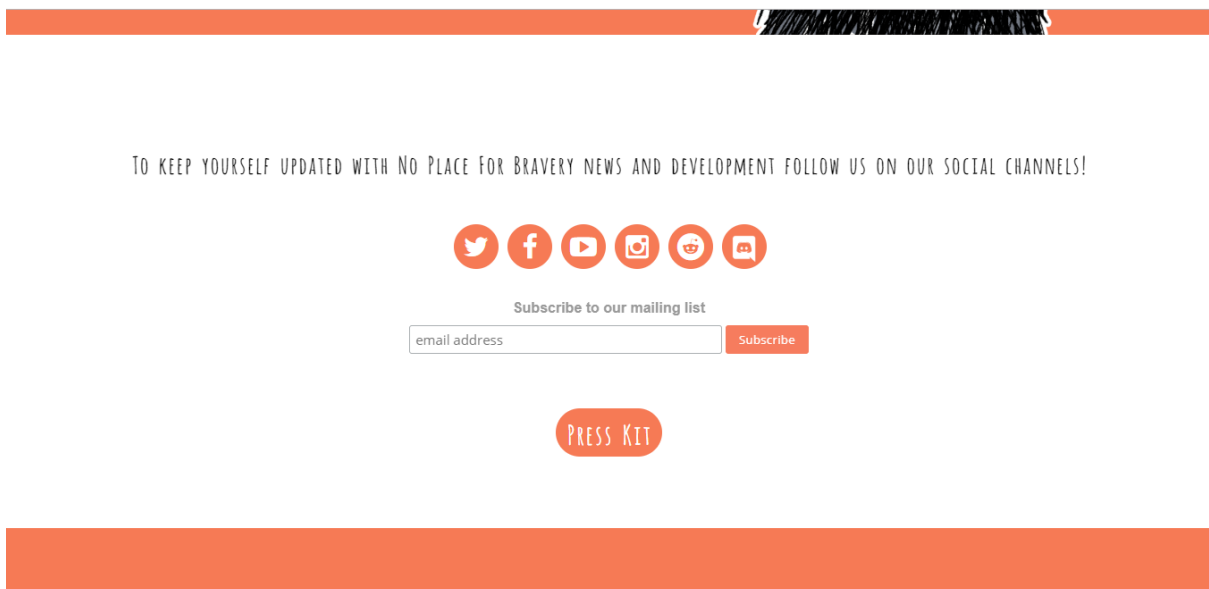 To keep yourself updated with No Place For Bravery news and development follow us on our social channels!
Subscribe to our mailing list
email address Subscribe
Press Kit